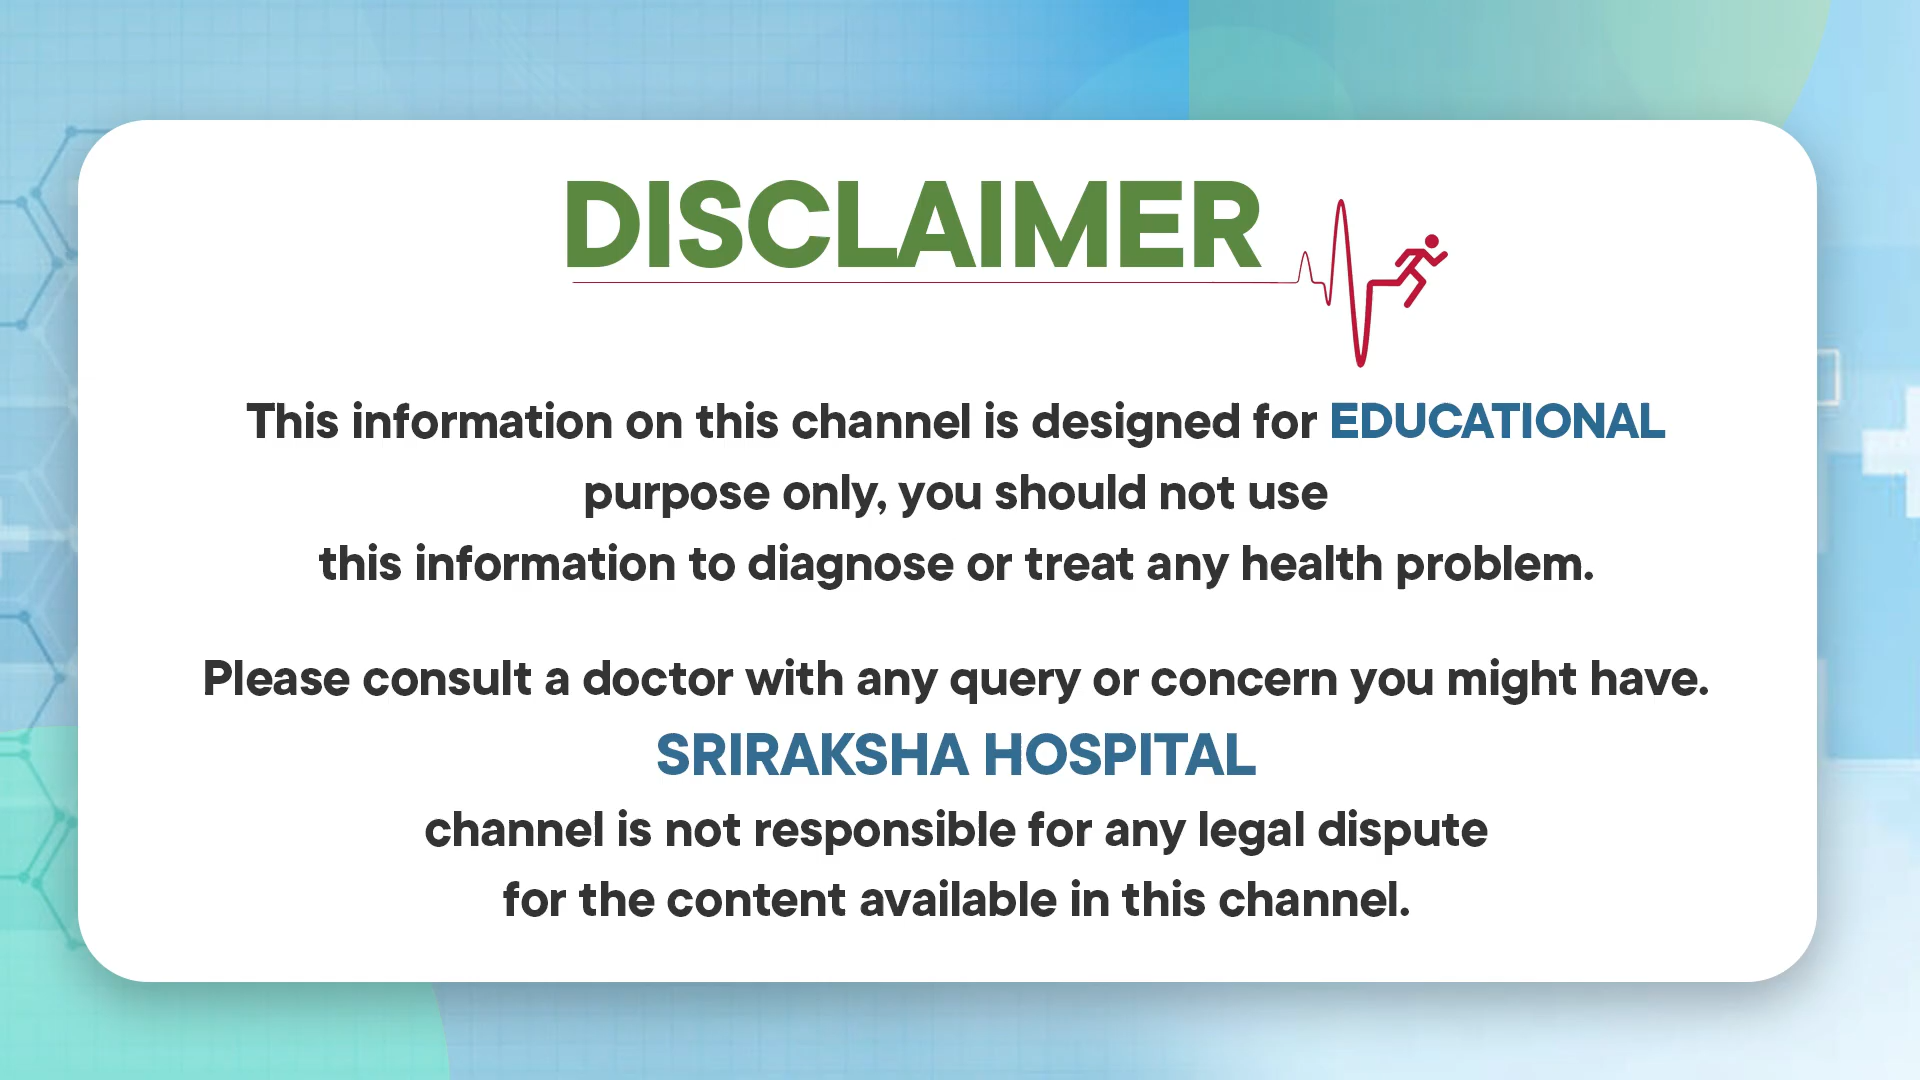 DISCLAIMER
This information on this channel is designed for EDUCATIONAL
purpose only, you should not use
this information to diagnose or treat any health problem.
Please consult a doctor with any query or concern you might have.
SRIRAKSHA HOSPITAL
channel is not responsible for any legal dispute
for the content available in this channel.